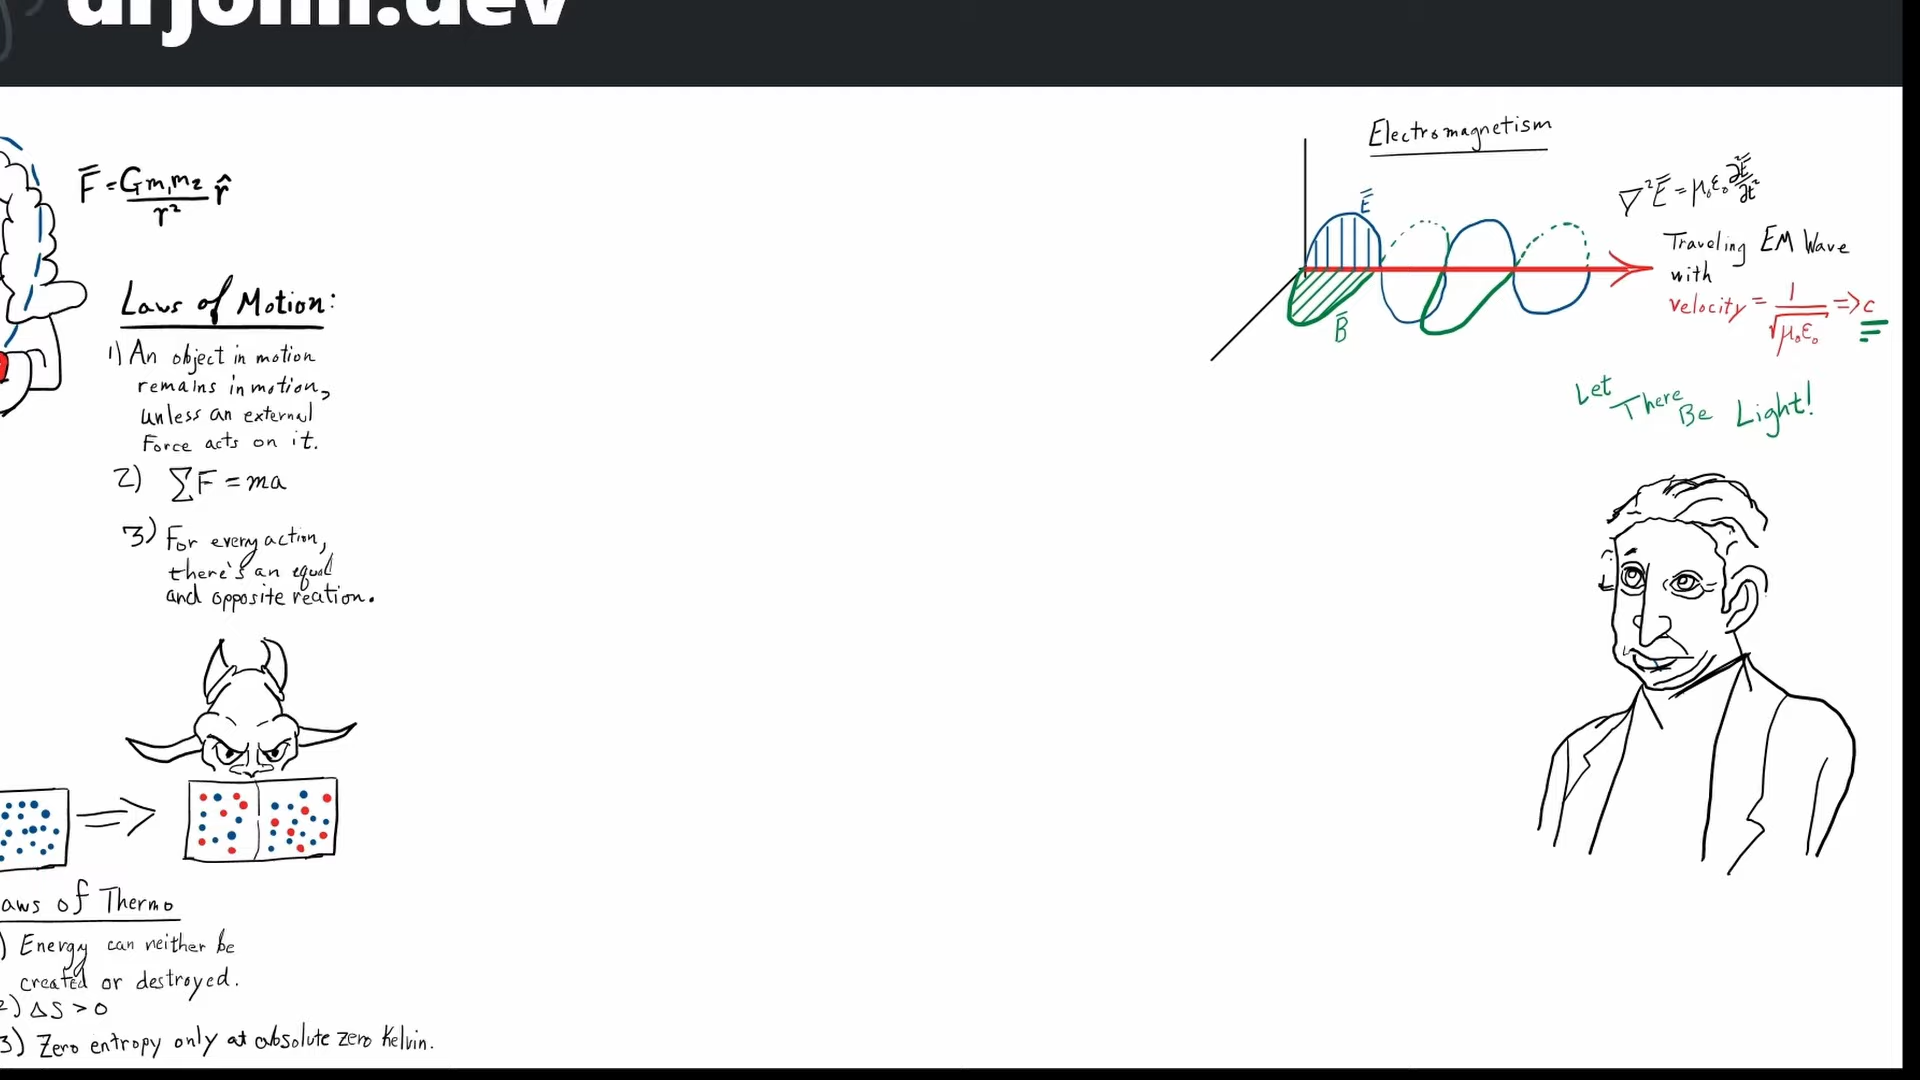 drjohn.dev
F̄ = Gm₁m₂ r̂
r²
Laws of Motion:
1) An object in motion
remains in motion,
unless an external
Force acts on it.
2) ΣF = ma
3) For every action,
there's an equal
and opposite reation.
aws of Thermo
) Energy can neither be
created or destroyed.
2) ΔS > 0
3) Zero entropy only at absolute zero Kelvin.
Electromagnetism
Ē
B̄
∇²Ē = μ₀ε₀ ∂²Ē
∂t²
Traveling EM Wave
with
velocity = 1 => c
√μ₀ε₀
Let There Be Light!